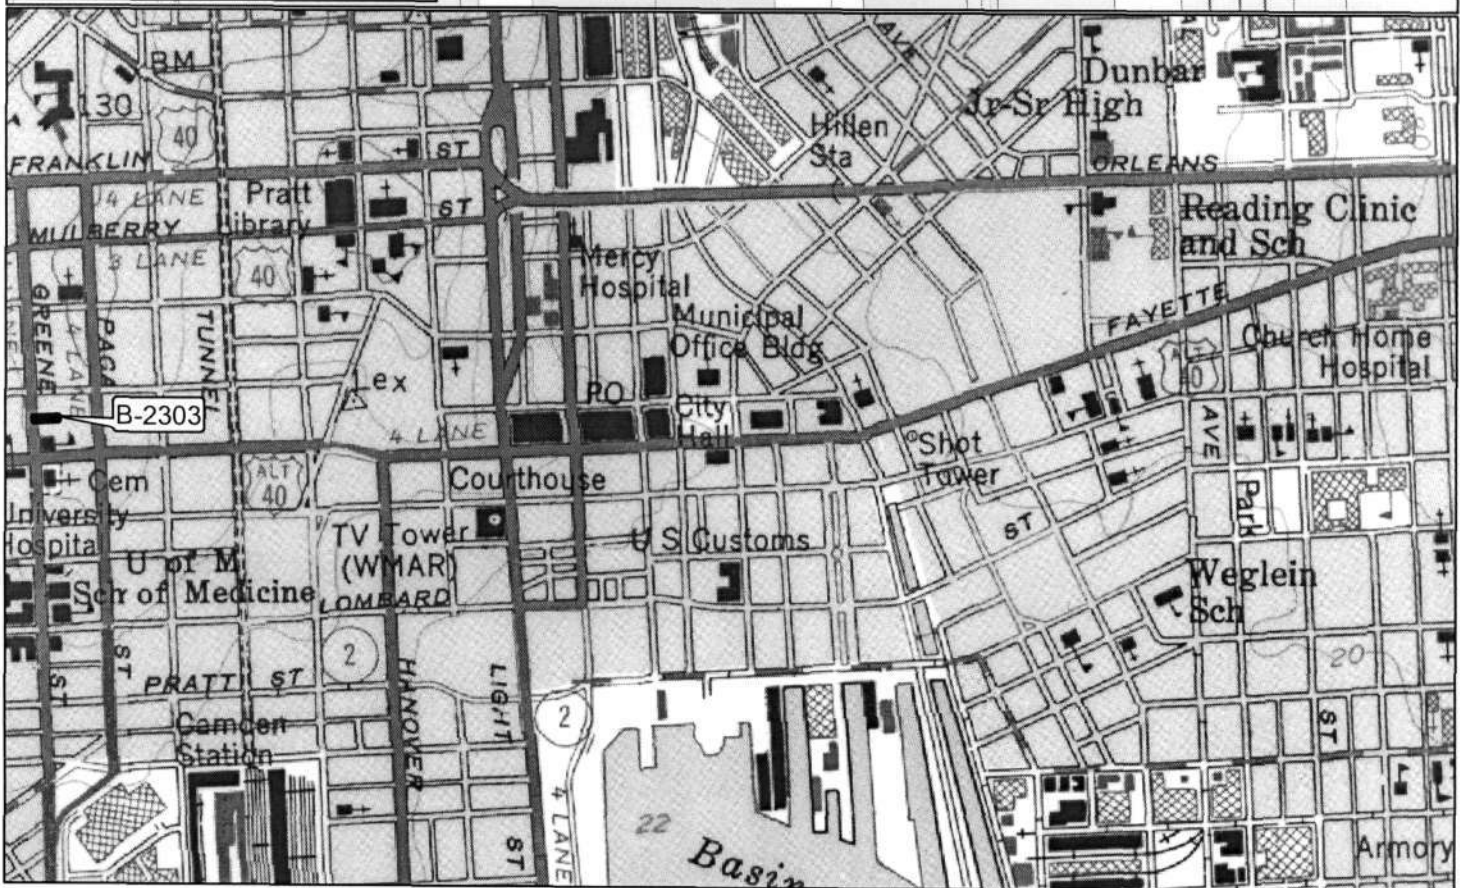 BM
130
40
FRANKLIN
ST
4 LANE
Pratt
Library
MULBERRY
ST
3 LANE
40
GREENE
4 LANE
PACA
TUNNEL
B-2303
ex
4 LANE
ALT
40
Cem
University
Hospital
U of M
Sch of Medicine
TV Tower
(WMAR)
LOMBARD
2
PRATT ST
ST
ST
Camden
Station
HANOVER
LIGHT
ST
2
4 LANE
22
Basin
AVE
Hillen
Sta
Dunbar
Jr-Sr High
ORLEANS
Reading Clinic
and Sch
Mercy
Hospital
Municipal
Office Bldg
PO
City
Hall
Courthouse
U S Customs
FAYETTE
ALT
40
Church Home
Hospital
AVE
Shot
Tower
ST
Park
Weglein
Sch
20
ST
Armory